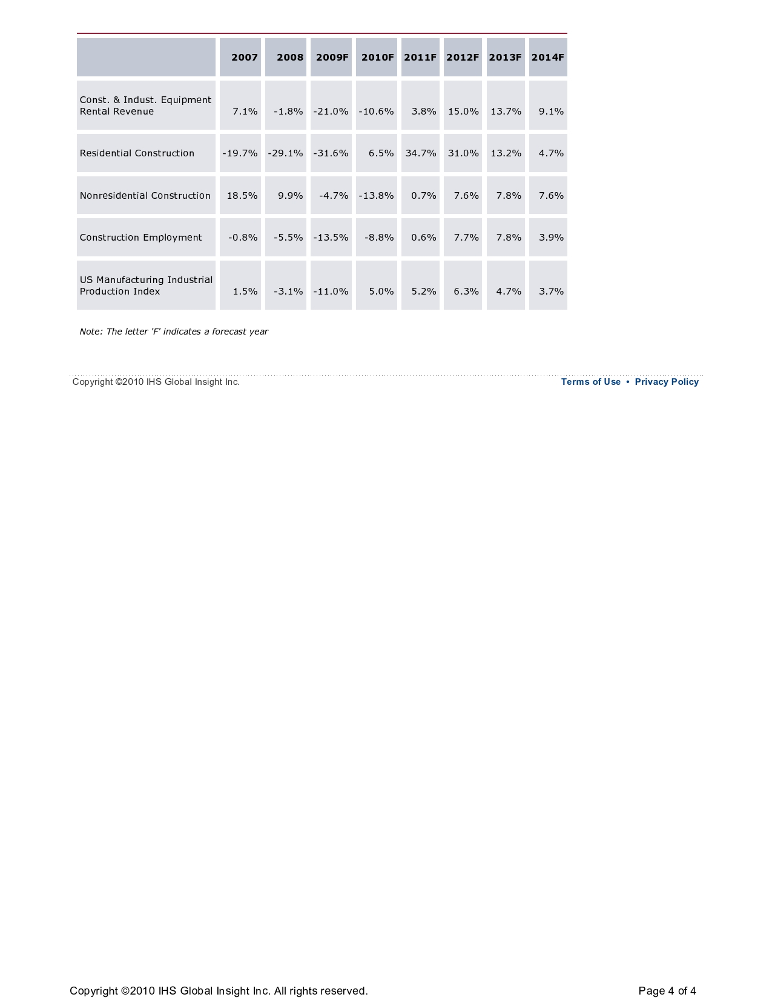 2007 2008 2009F 2010F 2011F 2012F 2013F 2014F
Const. & Indust. Equipment
Rental Revenue 7.1% -1.8% -21.0% -10.6% 3.8% 15.0% 13.7% 9.1%
Residential Construction -19.7% -29.1% -31.6% 6.5% 34.7% 31.0% 13.2% 4.7%
Nonresidential Construction 18.5% 9.9% -4.7% -13.8% 0.7% 7.6% 7.8% 7.6%
Construction Employment -0.8% -5.5% -13.5% -8.8% 0.6% 7.7% 7.8% 3.9%
US Manufacturing Industrial
Production Index 1.5% -3.1% -11.0% 5.0% 5.2% 6.3% 4.7% 3.7%
Note: The letter 'F' indicates a forecast year
Copyright ©2010 IHS Global Insight Inc. Terms of Use • Privacy Policy
Copyright ©2010 IHS Global Insight Inc. All rights reserved. Page 4 of 4